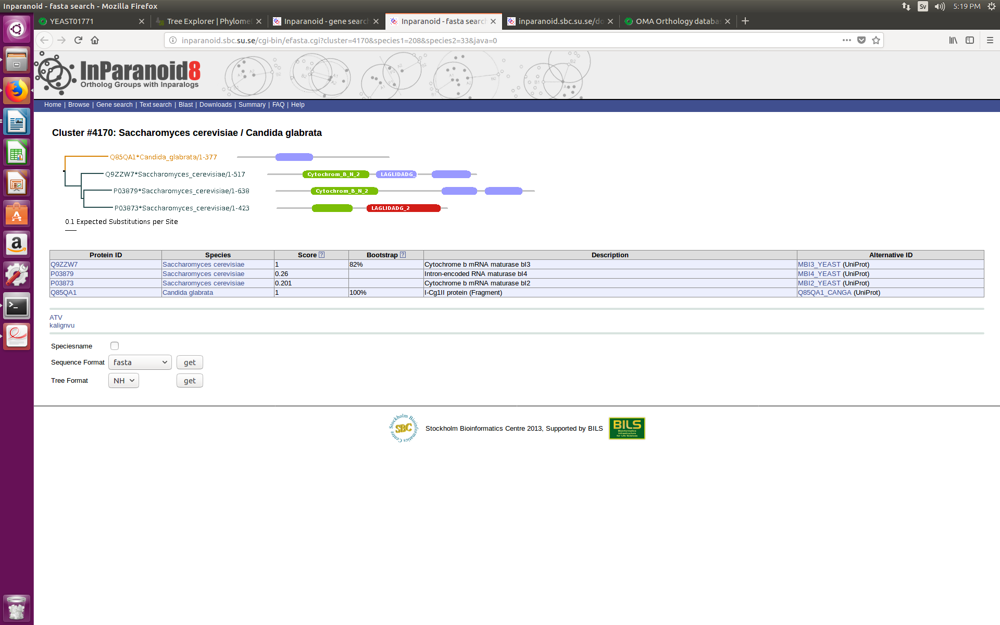 Inparanoid - fasta search - Mozilla Firefox
Sv
5:19 PM
YEAST01771
Tree Explorer | Phylome
Inparanoid - gene search
Inparanoid - fasta search
inparanoid.sbc.su.se/do
OMA Orthology databa
inparanoid.sbc.su.se/cgi-bin/efasta.cgi?cluster=4170&species1=208&species2=33&java=0
InParanoid8
Ortholog Groups with Inparalogs
Home | Browse | Gene search | Text search | Blast | Downloads | Summary | FAQ | Help
Cluster #4170: Saccharomyces cerevisiae / Candida glabrata
Q85QA1*Candida_glabrata/1-377
Q9ZZW7*Saccharomyces_cerevisiae/1-517 Cytochrom_B_N_2 LAGLIDADG_
P03879*Saccharomyces_cerevisiae/1-638 Cytochrom_B_N_2
P03873*Saccharomyces_cerevisiae/1-423 LAGLIDADG_2
0.1 Expected Substitutions per Site
Protein ID Species Score ? Bootstrap ? Description Alternative ID
Q9ZZW7 Saccharomyces cerevisiae 1 82% Cytochrome b mRNA maturase bI3 MBI3_YEAST (UniProt)
P03879 Saccharomyces cerevisiae 0.26 Intron-encoded RNA maturase bI4 MBI4_YEAST (UniProt)
P03873 Saccharomyces cerevisiae 0.201 Cytochrome b mRNA maturase bI2 MBI2_YEAST (UniProt)
Q85QA1 Candida glabrata 1 100% I-Cg1II protein (Fragment) Q85QA1_CANGA (UniProt)
ATV
kalignvu
Speciesname
Sequence Format fasta get
Tree Format NH get
Stockholm Bioinformatics Centre
SBC
Stockholm Bioinformatics Centre 2013, Supported by BILS
BILS
Bioinformatics
Infrastructure
for Life Sciences